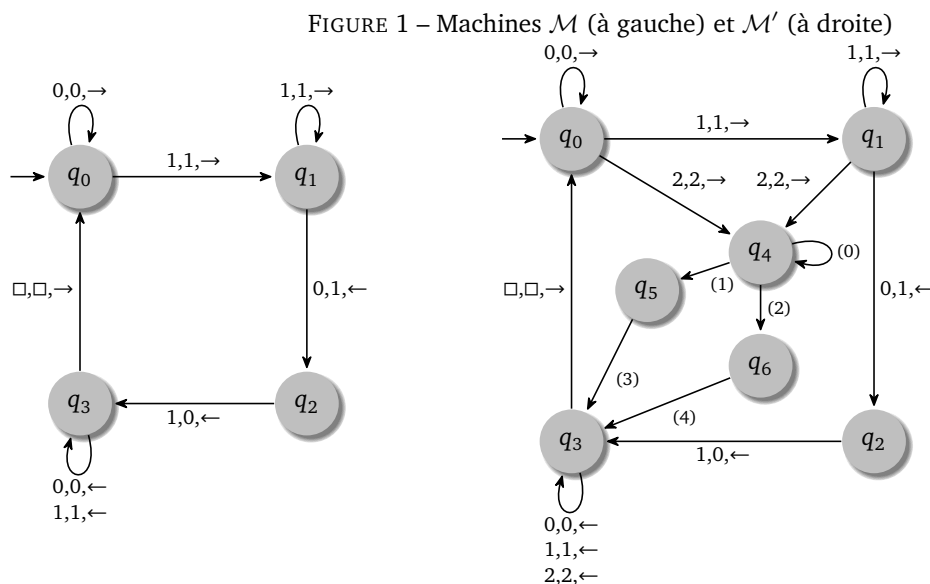 FIGURE 1 – Machines ℳ (à gauche) et ℳ′ (à droite)
0,0,→
1,1,→
q0
1,1,→
q1
□,□,→
0,1,←
q3
1,0,←
q2
0,0,←
1,1,←
0,0,→
1,1,→
q0
1,1,→
q1
2,2,→
2,2,→
q4
(0)
q5
(1)
□,□,→
0,1,←
(2)
q6
(3)
(4)
q3
1,0,←
q2
0,0,←
1,1,←
2,2,←